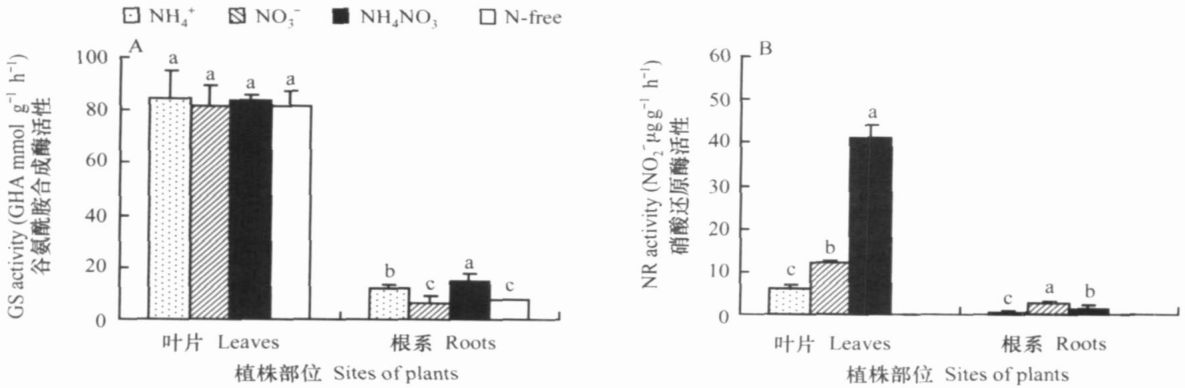 NH₄⁺ NO₃⁻ NH₄NO₃ N-free
A
GS activity (GHA mmol g⁻¹ h⁻¹)
谷氨酰胺合成酶活性
100
80
60
40
20
0
a a a a
b c a c
叶片 Leaves 根系 Roots
植株部位 Sites of plants
B
NR activity (NO₂⁻ μg g⁻¹ h⁻¹)
硝酸还原酶活性
60
50
40
30
20
10
0
c b a
c a b
叶片 Leaves 根系 Roots
植株部位 Sites of plants